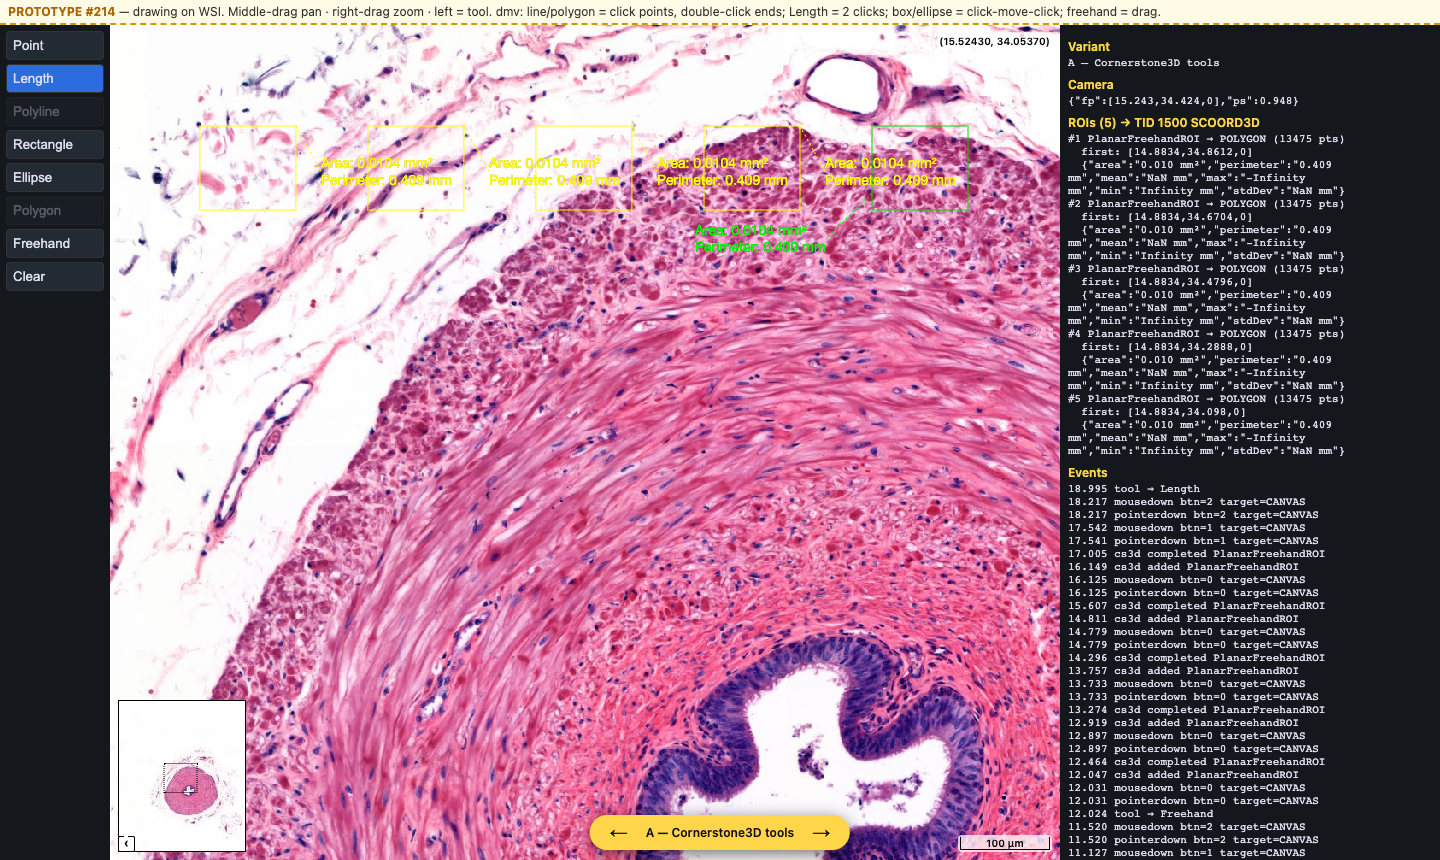 PROTOTYPE #214 — drawing on WSI. Middle-drag pan · right-drag zoom · left = tool. dmv: line/polygon = click points, double-click ends; Length = 2 clicks; box/ellipse = click-move-click; freehand = drag.
Point
Length
Polyline
Rectangle
Ellipse
Polygon
Freehand
Clear
(15.52430, 34.05370)
Area: 0.0104 mm²
Perimeter: 0.409 mm
Area: 0.0104 mm²
Perimeter: 0.409 mm
Area: 0.0104 mm²
Perimeter: 0.409 mm
Area: 0.0104 mm²
Perimeter: 0.409 mm
Area: 0.0104 mm²
Perimeter: 0.409 mm
‹
← A — Cornerstone3D tools →
100 µm
Variant
A — Cornerstone3D tools
Camera
{"fp":[15.243,34.424,0],"ps":0.948}
ROIs (5) → TID 1500 SCOORD3D
#1 PlanarFreehandROI → POLYGON (13475 pts)
first: [14.8834,34.8612,0]
{"area":"0.010 mm²","perimeter":"0.409
mm","mean":"NaN mm","max":"-Infinity
mm","min":"Infinity mm","stdDev":"NaN mm"}
#2 PlanarFreehandROI → POLYGON (13475 pts)
first: [14.8834,34.6704,0]
{"area":"0.010 mm²","perimeter":"0.409
mm","mean":"NaN mm","max":"-Infinity
mm","min":"Infinity mm","stdDev":"NaN mm"}
#3 PlanarFreehandROI → POLYGON (13475 pts)
first: [14.8834,34.4796,0]
{"area":"0.010 mm²","perimeter":"0.409
mm","mean":"NaN mm","max":"-Infinity
mm","min":"Infinity mm","stdDev":"NaN mm"}
#4 PlanarFreehandROI → POLYGON (13475 pts)
first: [14.8834,34.2888,0]
{"area":"0.010 mm²","perimeter":"0.409
mm","mean":"NaN mm","max":"-Infinity
mm","min":"Infinity mm","stdDev":"NaN mm"}
#5 PlanarFreehandROI → POLYGON (13475 pts)
first: [14.8834,34.098,0]
{"area":"0.010 mm²","perimeter":"0.409
mm","mean":"NaN mm","max":"-Infinity
mm","min":"Infinity mm","stdDev":"NaN mm"}
Events
18.995 tool → Length
18.217 mousedown btn=2 target=CANVAS
18.217 pointerdown btn=2 target=CANVAS
17.542 mousedown btn=1 target=CANVAS
17.541 pointerdown btn=1 target=CANVAS
17.005 cs3d completed PlanarFreehandROI
16.149 cs3d added PlanarFreehandROI
16.125 mousedown btn=0 target=CANVAS
16.125 pointerdown btn=0 target=CANVAS
15.607 cs3d completed PlanarFreehandROI
14.811 cs3d added PlanarFreehandROI
14.779 mousedown btn=0 target=CANVAS
14.779 pointerdown btn=0 target=CANVAS
14.296 cs3d completed PlanarFreehandROI
13.757 cs3d added PlanarFreehandROI
13.733 mousedown btn=0 target=CANVAS
13.733 pointerdown btn=0 target=CANVAS
13.274 cs3d completed PlanarFreehandROI
12.919 cs3d added PlanarFreehandROI
12.897 mousedown btn=0 target=CANVAS
12.897 pointerdown btn=0 target=CANVAS
12.464 cs3d completed PlanarFreehandROI
12.047 cs3d added PlanarFreehandROI
12.031 mousedown btn=0 target=CANVAS
12.031 pointerdown btn=0 target=CANVAS
12.024 tool → Freehand
11.520 mousedown btn=2 target=CANVAS
11.520 pointerdown btn=2 target=CANVAS
11.127 mousedown btn=1 target=CANVAS